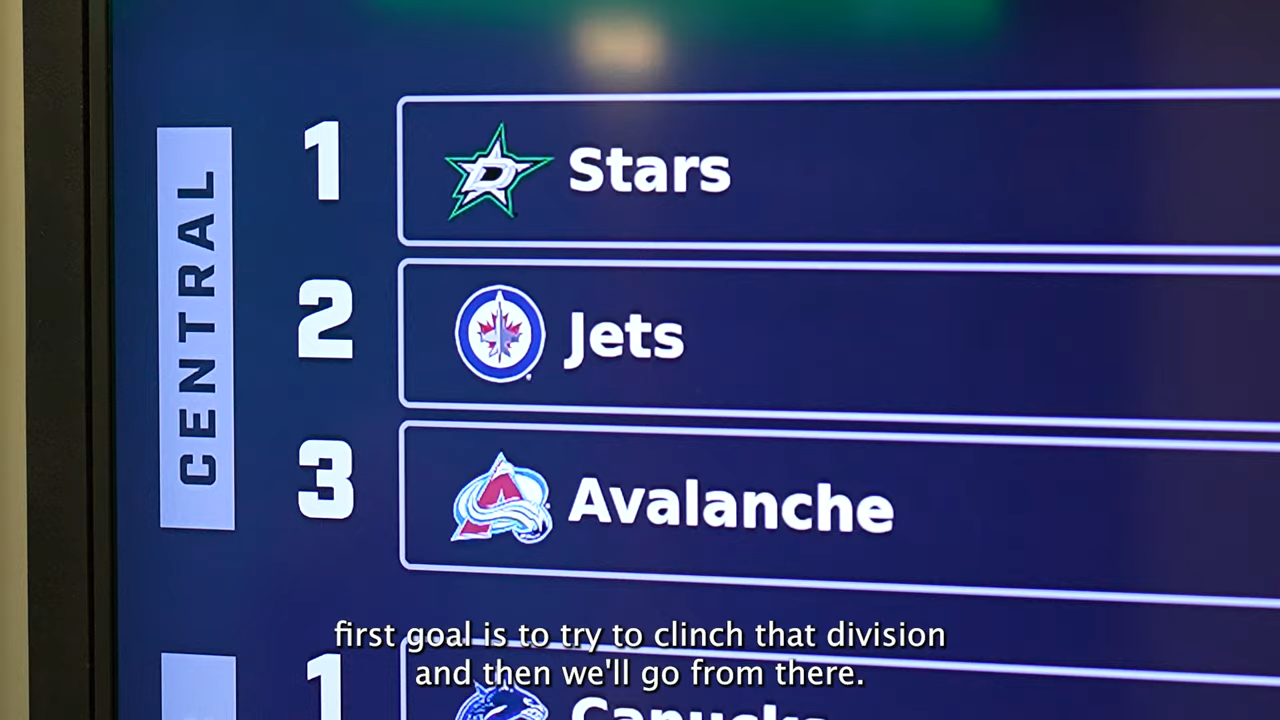 CENTRAL
1 Stars
2 Jets
3 Avalanche
1 Canucks
first goal is to try to clinch that division
and then we'll go from there.